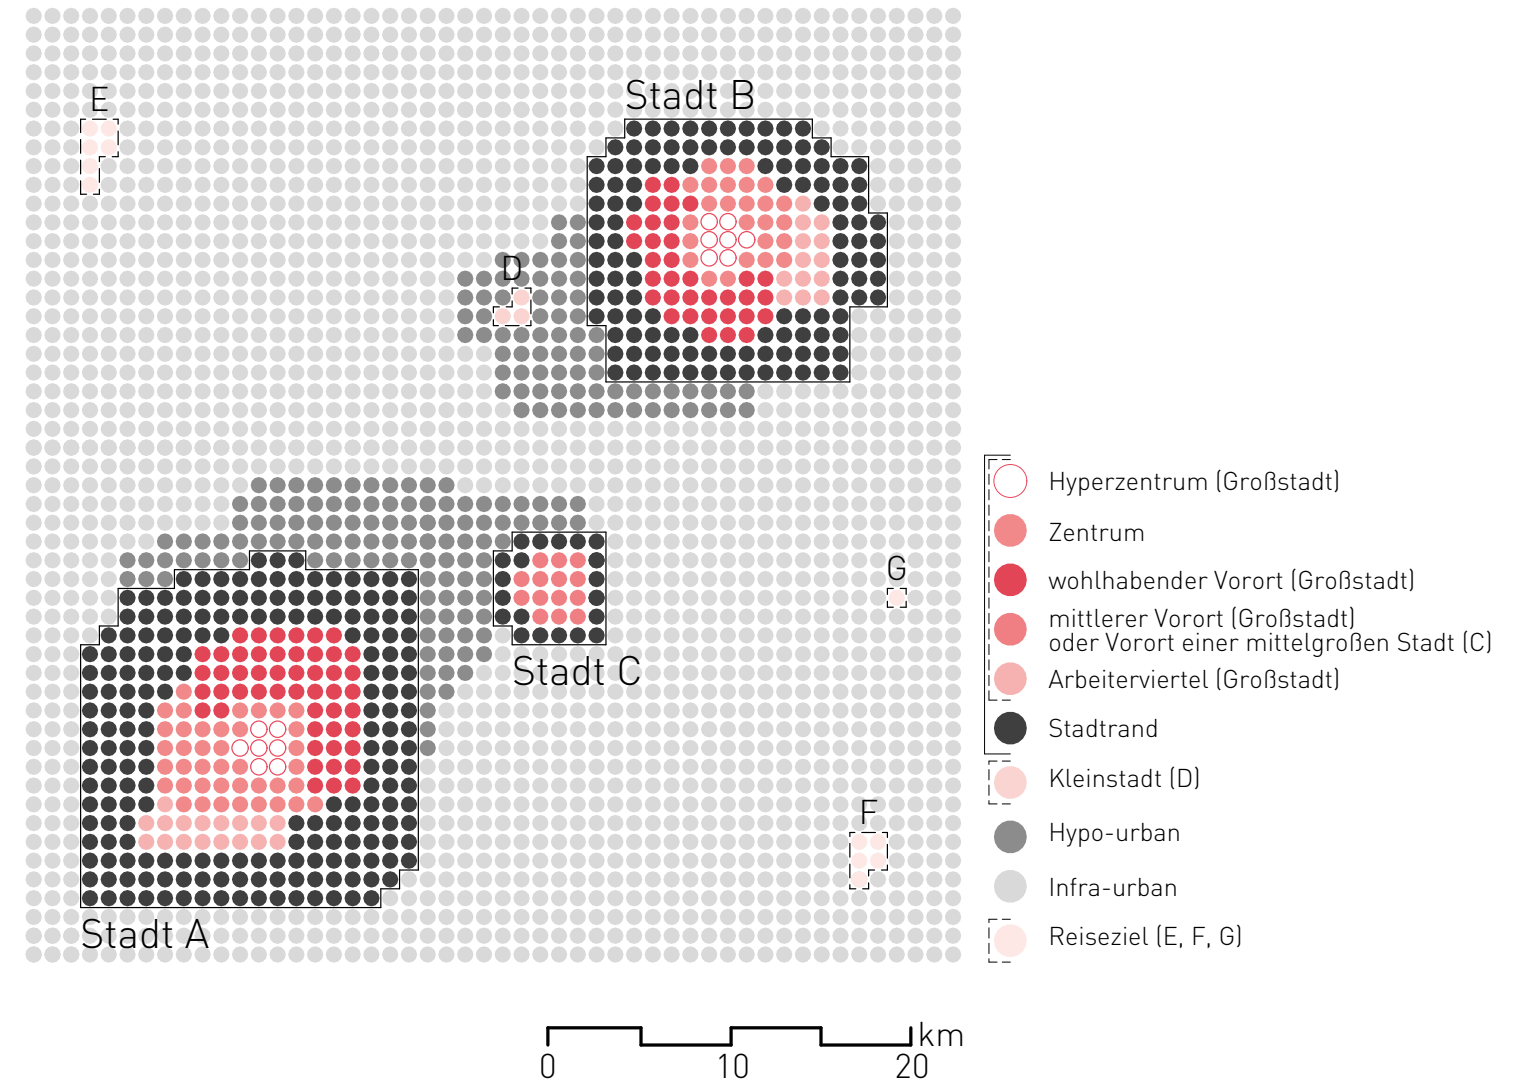 E
Stadt B
D
G
Stadt C
F
Stadt A
Hyperzentrum (Großstadt)
Zentrum
wohlhabender Vorort (Großstadt)
mittlerer Vorort (Großstadt)
oder Vorort einer mittelgroßen Stadt (C)
Arbeiterviertel (Großstadt)
Stadtrand
Kleinstadt (D)
Hypo-urban
Infra-urban
Reiseziel (E, F, G)
km
0 10 20